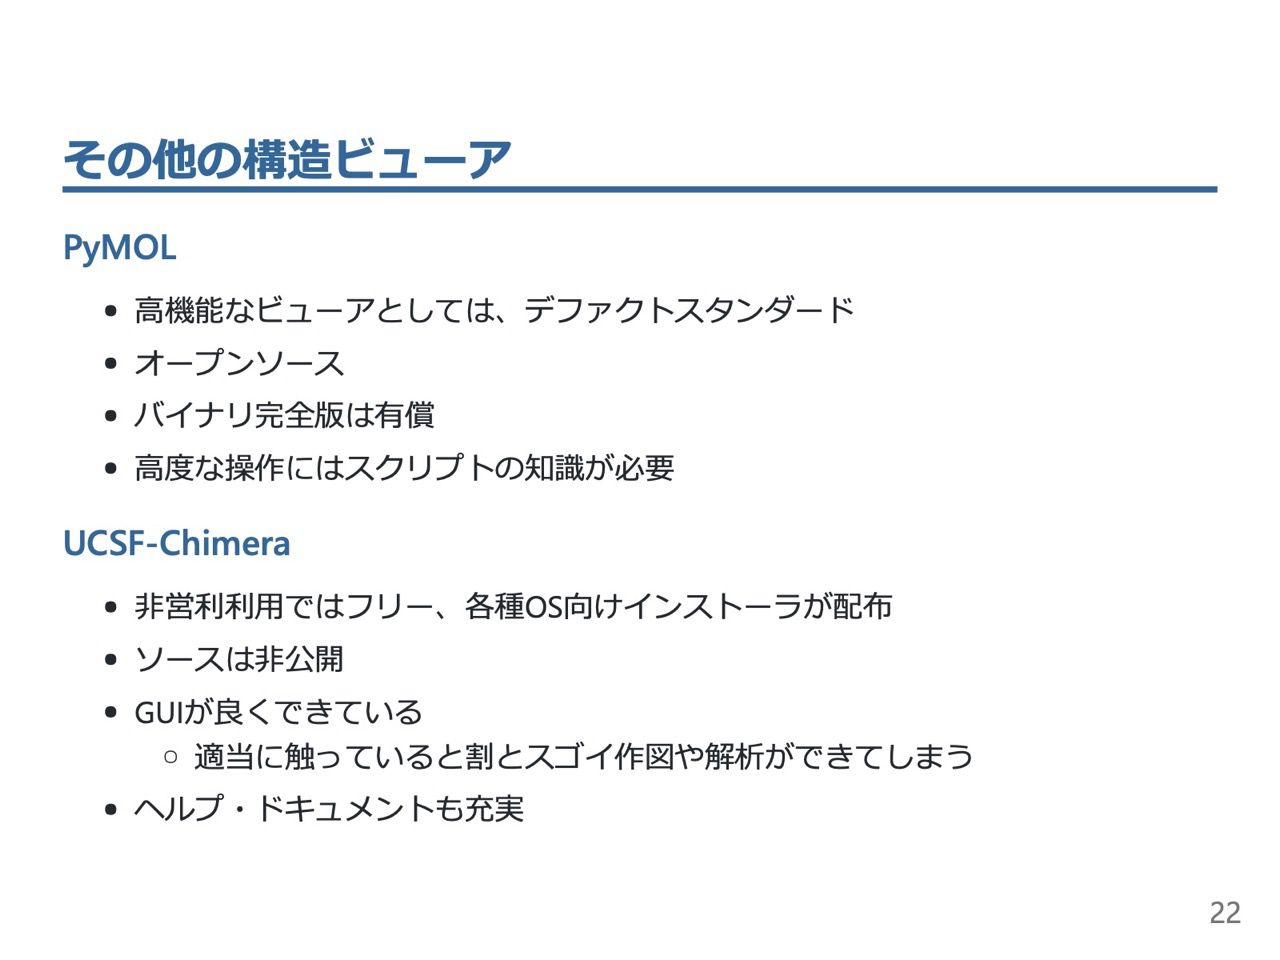 その他の構造ビューア
PyMOL
• 高機能なビューアとしては、デファクトスタンダード
• オープンソース
• バイナリ完全版は有償
• 高度な操作にはスクリプトの知識が必要
UCSF-Chimera
• 非営利利用ではフリー、各種OS向けインストーラが配布
• ソースは非公開
• GUIが良くできている
○ 適当に触っていると割とスゴイ作図や解析ができてしまう
• ヘルプ・ドキュメントも充実
22